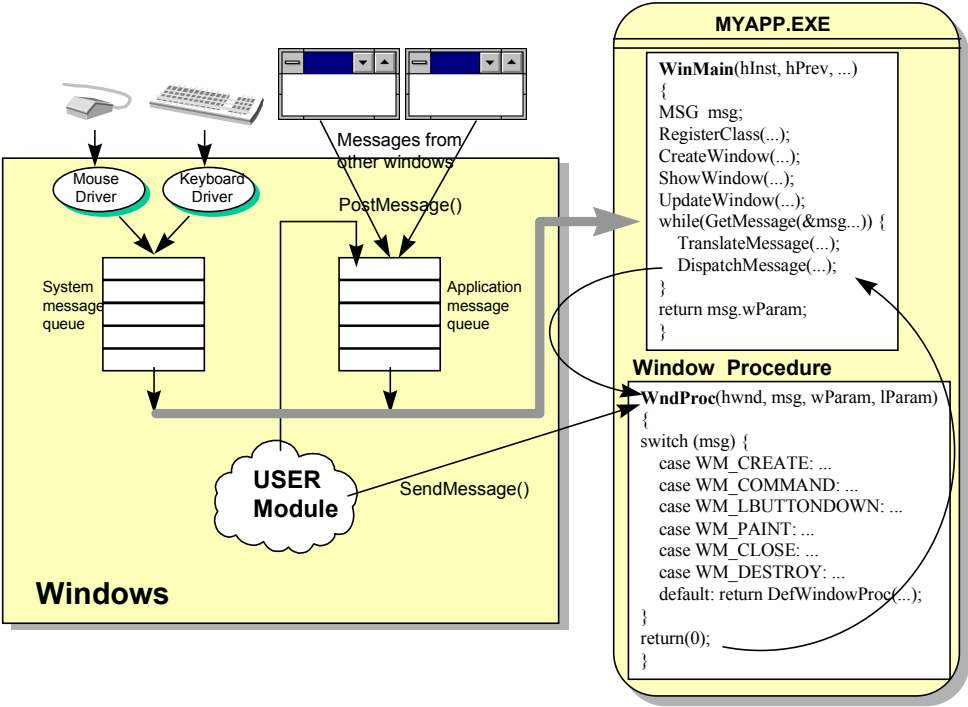 MYAPP.EXE
WinMain(hInst, hPrev, ...)
{
MSG msg;
RegisterClass(...);
CreateWindow(...);
ShowWindow(...);
UpdateWindow(...);
while(GetMessage(&msg...)) {
TranslateMessage(...);
DispatchMessage(...);
}
return msg.wParam;
}
Window Procedure
WndProc(hwnd, msg, wParam, lParam)
{
switch (msg) {
case WM_CREATE: ...
case WM_COMMAND: ...
case WM_LBUTTONDOWN: ...
case WM_PAINT: ...
case WM_CLOSE: ...
case WM_DESTROY: ...
default: return DefWindowProc(...);
}
return(0);
}
Messages from
other windows
Mouse
Driver
Keyboard
Driver
PostMessage()
System
message
queue
Application
message
queue
USER
Module
SendMessage()
Windows